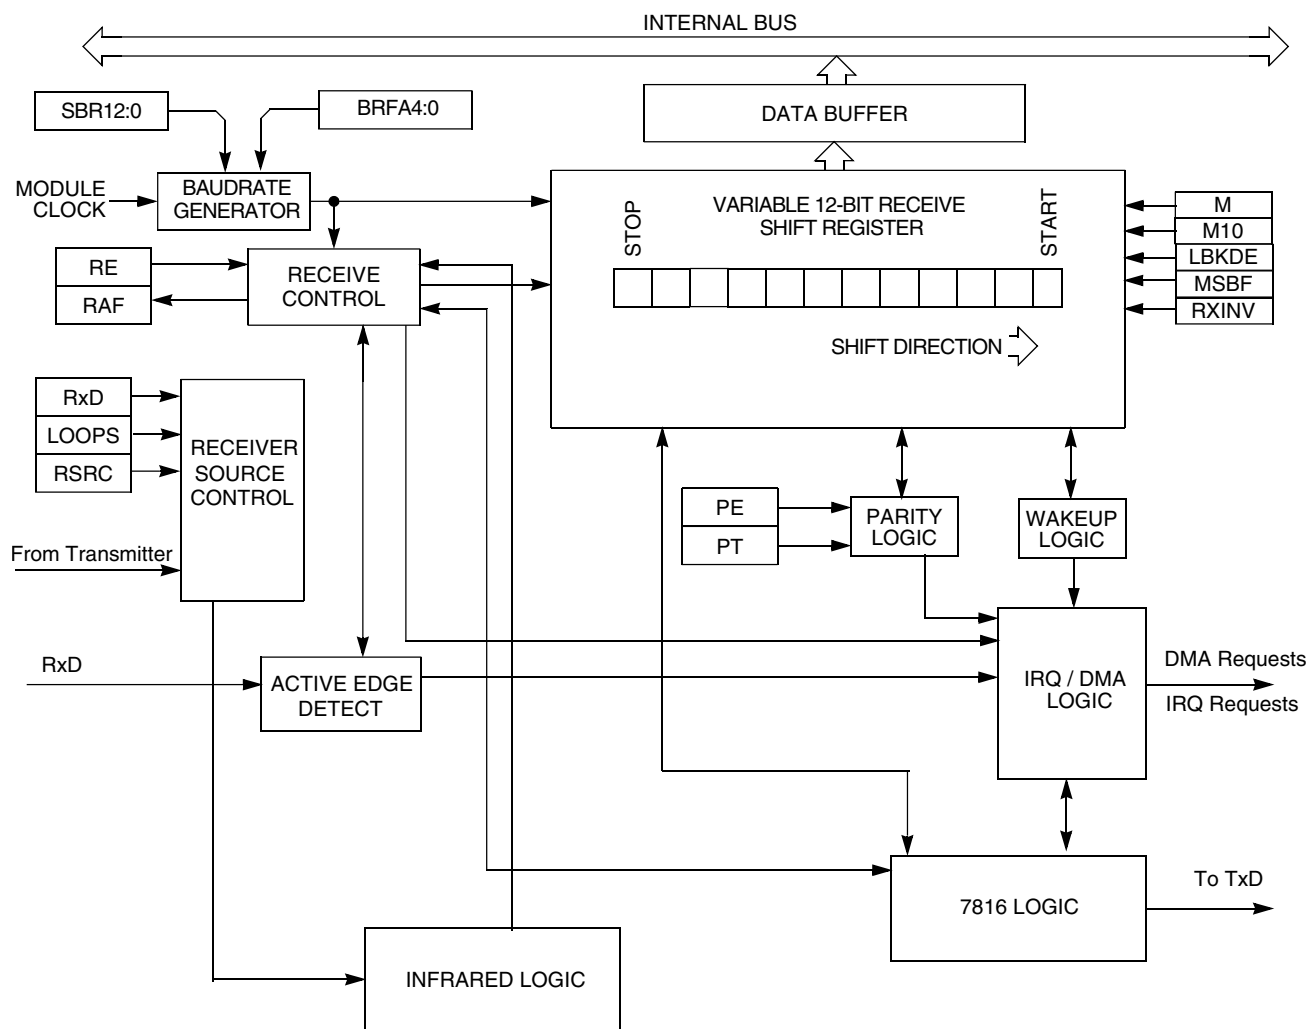 INTERNAL BUS
SBR12:0
BRFA4:0
DATA BUFFER
MODULE
CLOCK
BAUDRATE
GENERATOR
VARIABLE 12-BIT RECEIVE
SHIFT REGISTER
STOP
START
M
M10
LBKDE
MSBF
RXINV
RE
RAF
RECEIVE
CONTROL
SHIFT DIRECTION
RxD
LOOPS
RSRC
RECEIVER
SOURCE
CONTROL
From Transmitter
PE
PT
PARITY
LOGIC
WAKEUP
LOGIC
RxD
ACTIVE EDGE
DETECT
IRQ / DMA
LOGIC
DMA Requests
IRQ Requests
7816 LOGIC
To TxD
INFRARED LOGIC